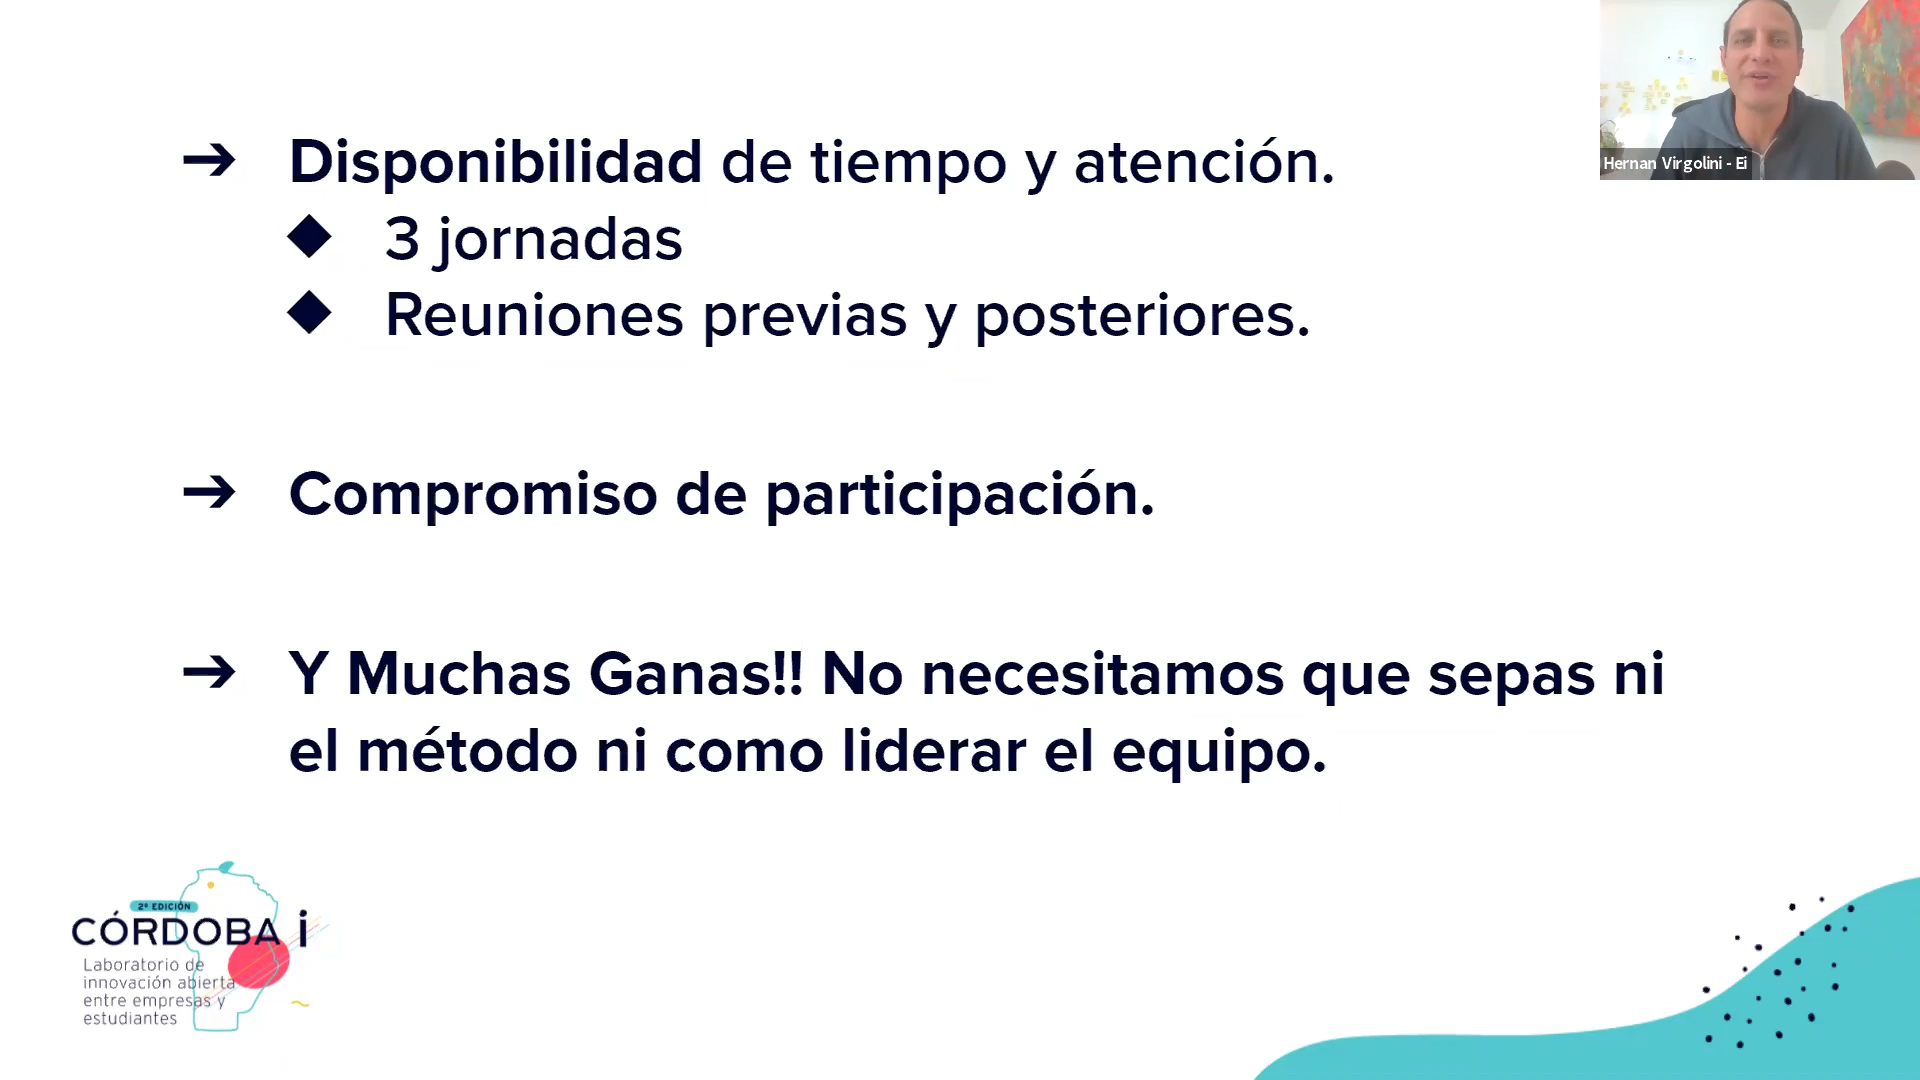 ➔ Disponibilidad de tiempo y atención.
◆ 3 jornadas
◆ Reuniones previas y posteriores.
➔ Compromiso de participación.
➔ Y Muchas Ganas!! No necesitamos que sepas ni
el método ni como liderar el equipo.
Hernan Virgolini - Ei
2ª EDICIÓN
CÓRDOBA i
Laboratorio de
innovación abierta
entre empresas y
estudiantes